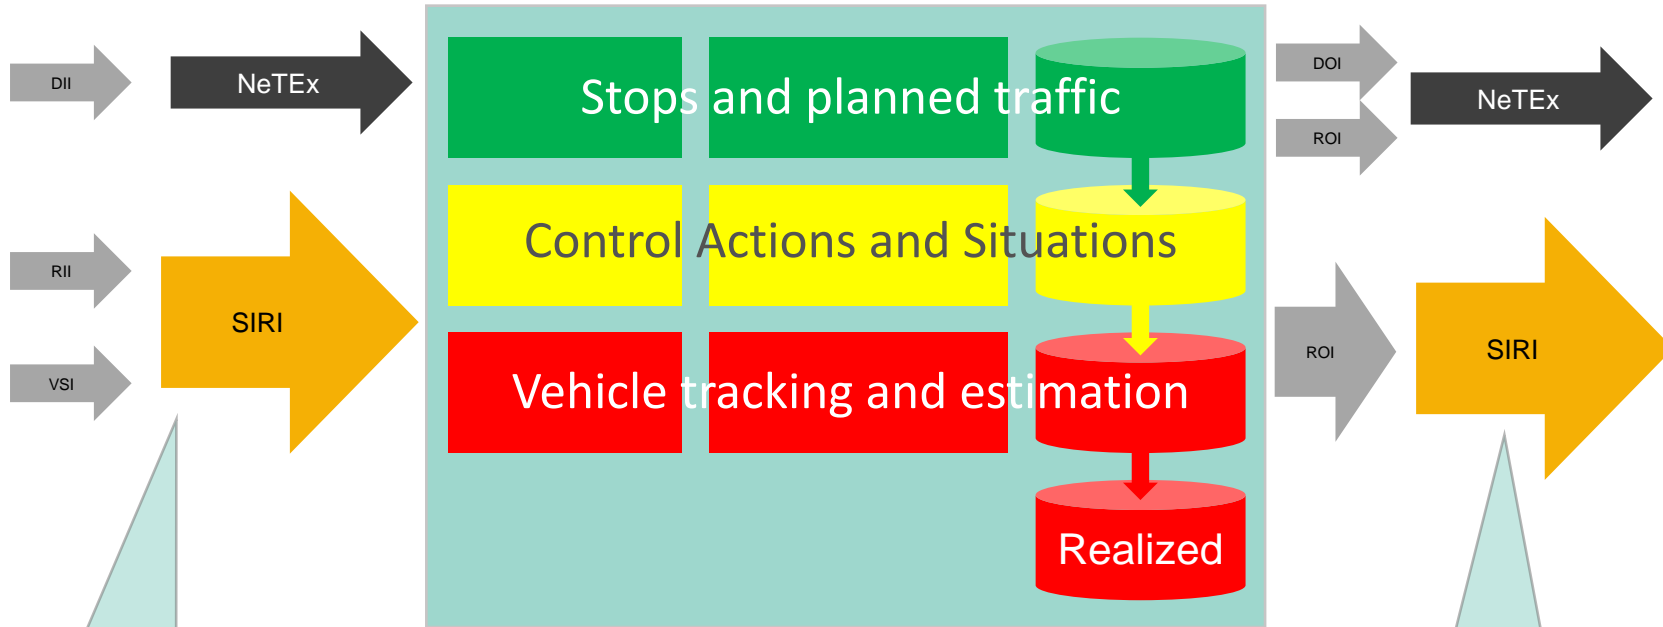 DII
NeTEx
Stops and planned traffic
DOI
ROI
NeTEx
RII
VSI
SIRI
Control Actions and Situations
Vehicle tracking and estimation
Realized
ROI
SIRI